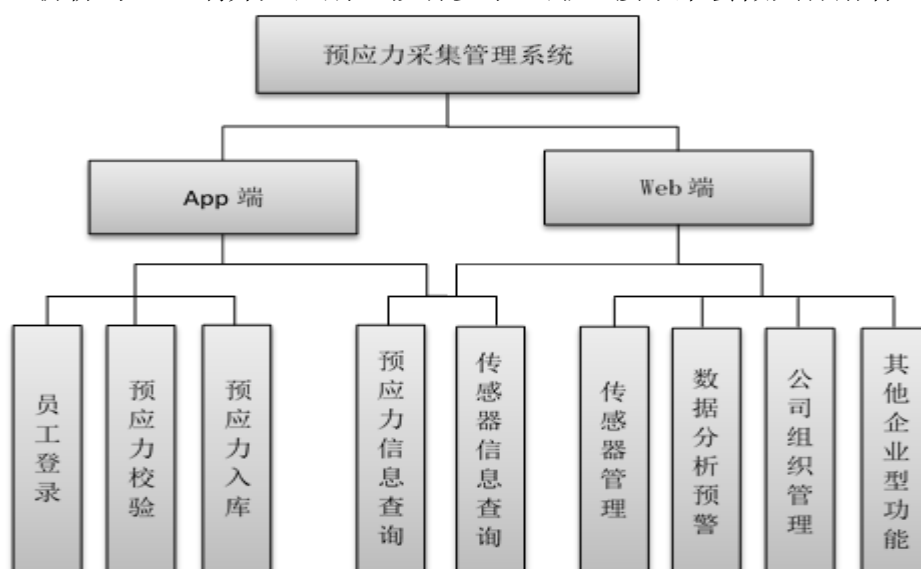 预应力采集管理系统
App 端
Web 端
员工登录
预应力校验
预应力入库
预应力信息查询
传感器信息查询
传感器管理
数据分析预警
公司组织管理
其他企业型功能